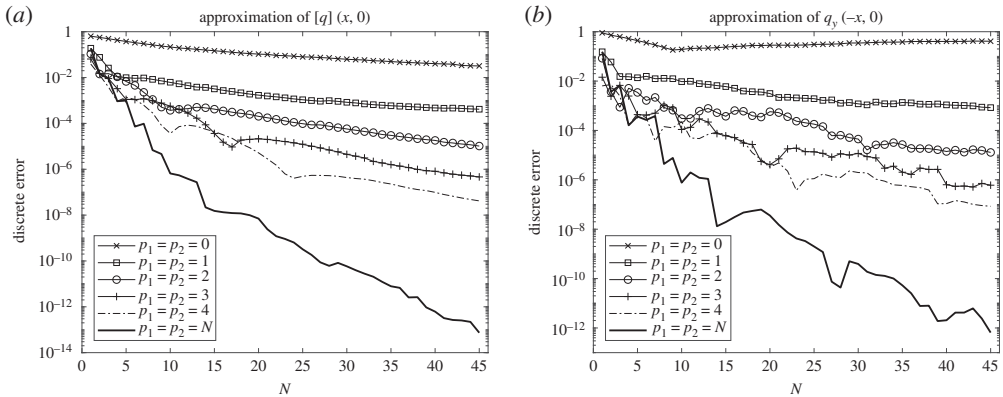 (a)
approximation of [q] (x, 0)
1
10⁻²
10⁻⁴
10⁻⁶
10⁻⁸
10⁻¹⁰
10⁻¹²
10⁻¹⁴
discrete error
p₁ = p₂ = 0
p₁ = p₂ = 1
p₁ = p₂ = 2
p₁ = p₂ = 3
p₁ = p₂ = 4
p₁ = p₂ = N
0 5 10 15 20 25 30 35 40 45
N
(b)
approximation of q_y (–x, 0)
1
10⁻²
10⁻⁴
10⁻⁶
10⁻⁸
10⁻¹⁰
10⁻¹²
discrete error
p₁ = p₂ = 0
p₁ = p₂ = 1
p₁ = p₂ = 2
p₁ = p₂ = 3
p₁ = p₂ = 4
p₁ = p₂ = N
0 5 10 15 20 25 30 35 40 45
N